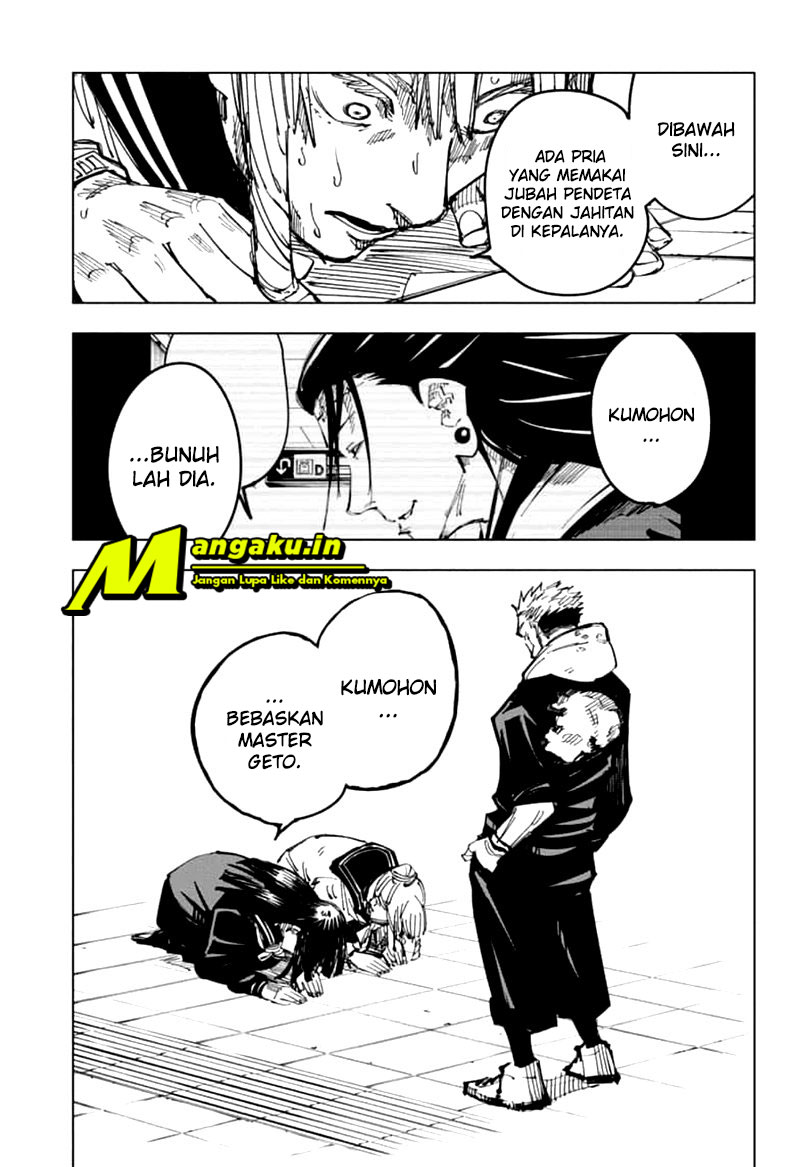 DIBAWAH
SINI...
ADA PRIA
YANG MEMAKAI
JUBAH PENDETA
DENGAN JAHITAN
DI KEPALANYA.
KUMOHON
...
D
...BUNUH
LAH DIA.
Mangaku.in
Jangan Lupa Like dan Komennya
KUMOHON
...
...
BEBASKAN
MASTER
GETO.